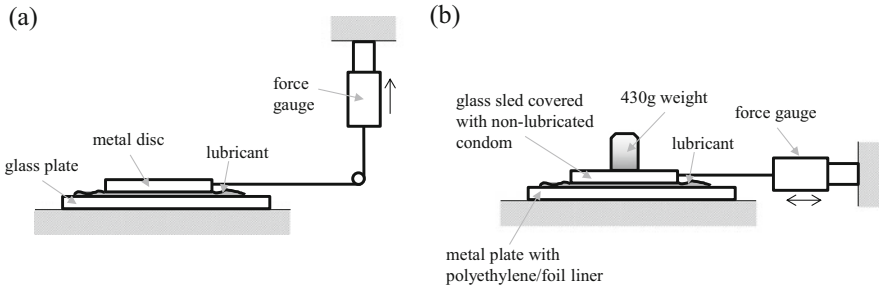 (a)
force
gauge
metal disc
lubricant
glass plate
(b)
430g weight
glass sled covered
with non-lubricated
condom
force gauge
lubricant
metal plate with
polyethylene/foil liner